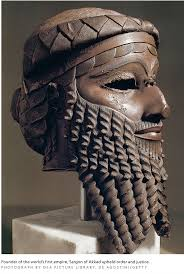 Founder of the world's first empire, Sargon of Akkad upheld order and justice.
PHOTOGRAPH BY DEA PICTURE LIBRARY, DE AGOSTINI/GETTY